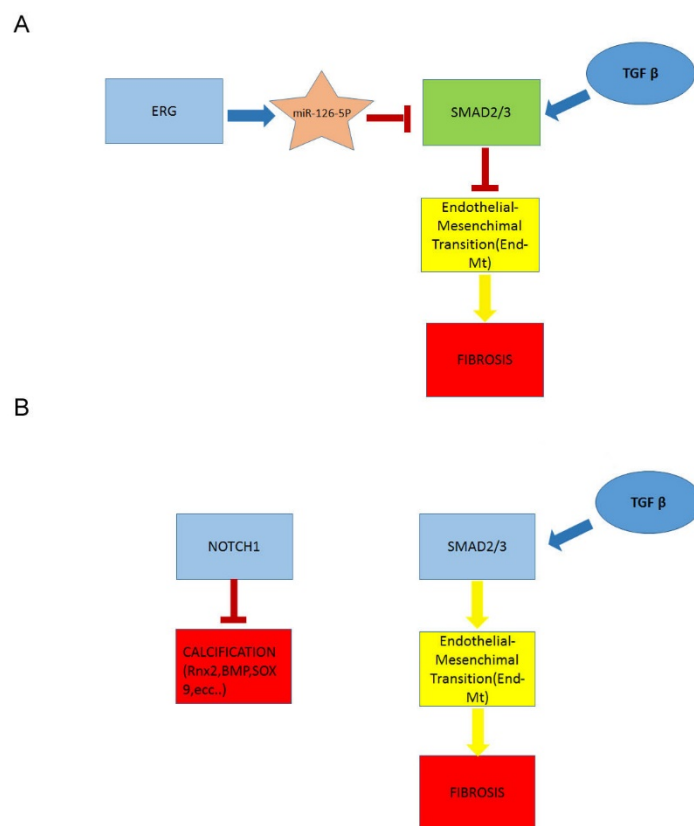 A
TGF β
ERG
miR-126-5P
SMAD2/3
Endothelial-
Mesenchimal
Transition(End-
Mt)
FIBROSIS
B
TGF β
NOTCH1
SMAD2/3
CALCIFICATION
(Rnx2,BMP,SOX
9,ecc..)
Endothelial-
Mesenchimal
Transition(End-
Mt)
FIBROSIS